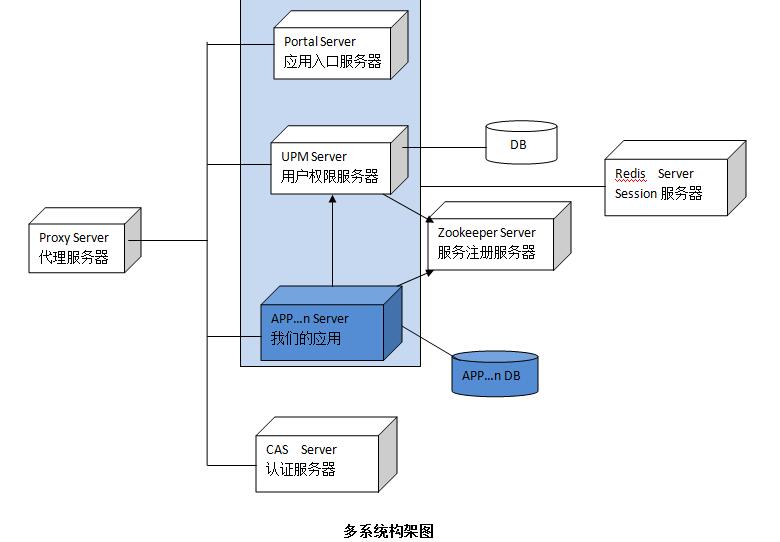 Portal Server
应用入口服务器
UPM Server
用户权限服务器
DB
Redis Server
Session 服务器
Proxy Server
代理服务器
Zookeeper Server
服务注册服务器
APP...n Server
我们的应用
APP...n DB
CAS Server
认证服务器
多系统构架图